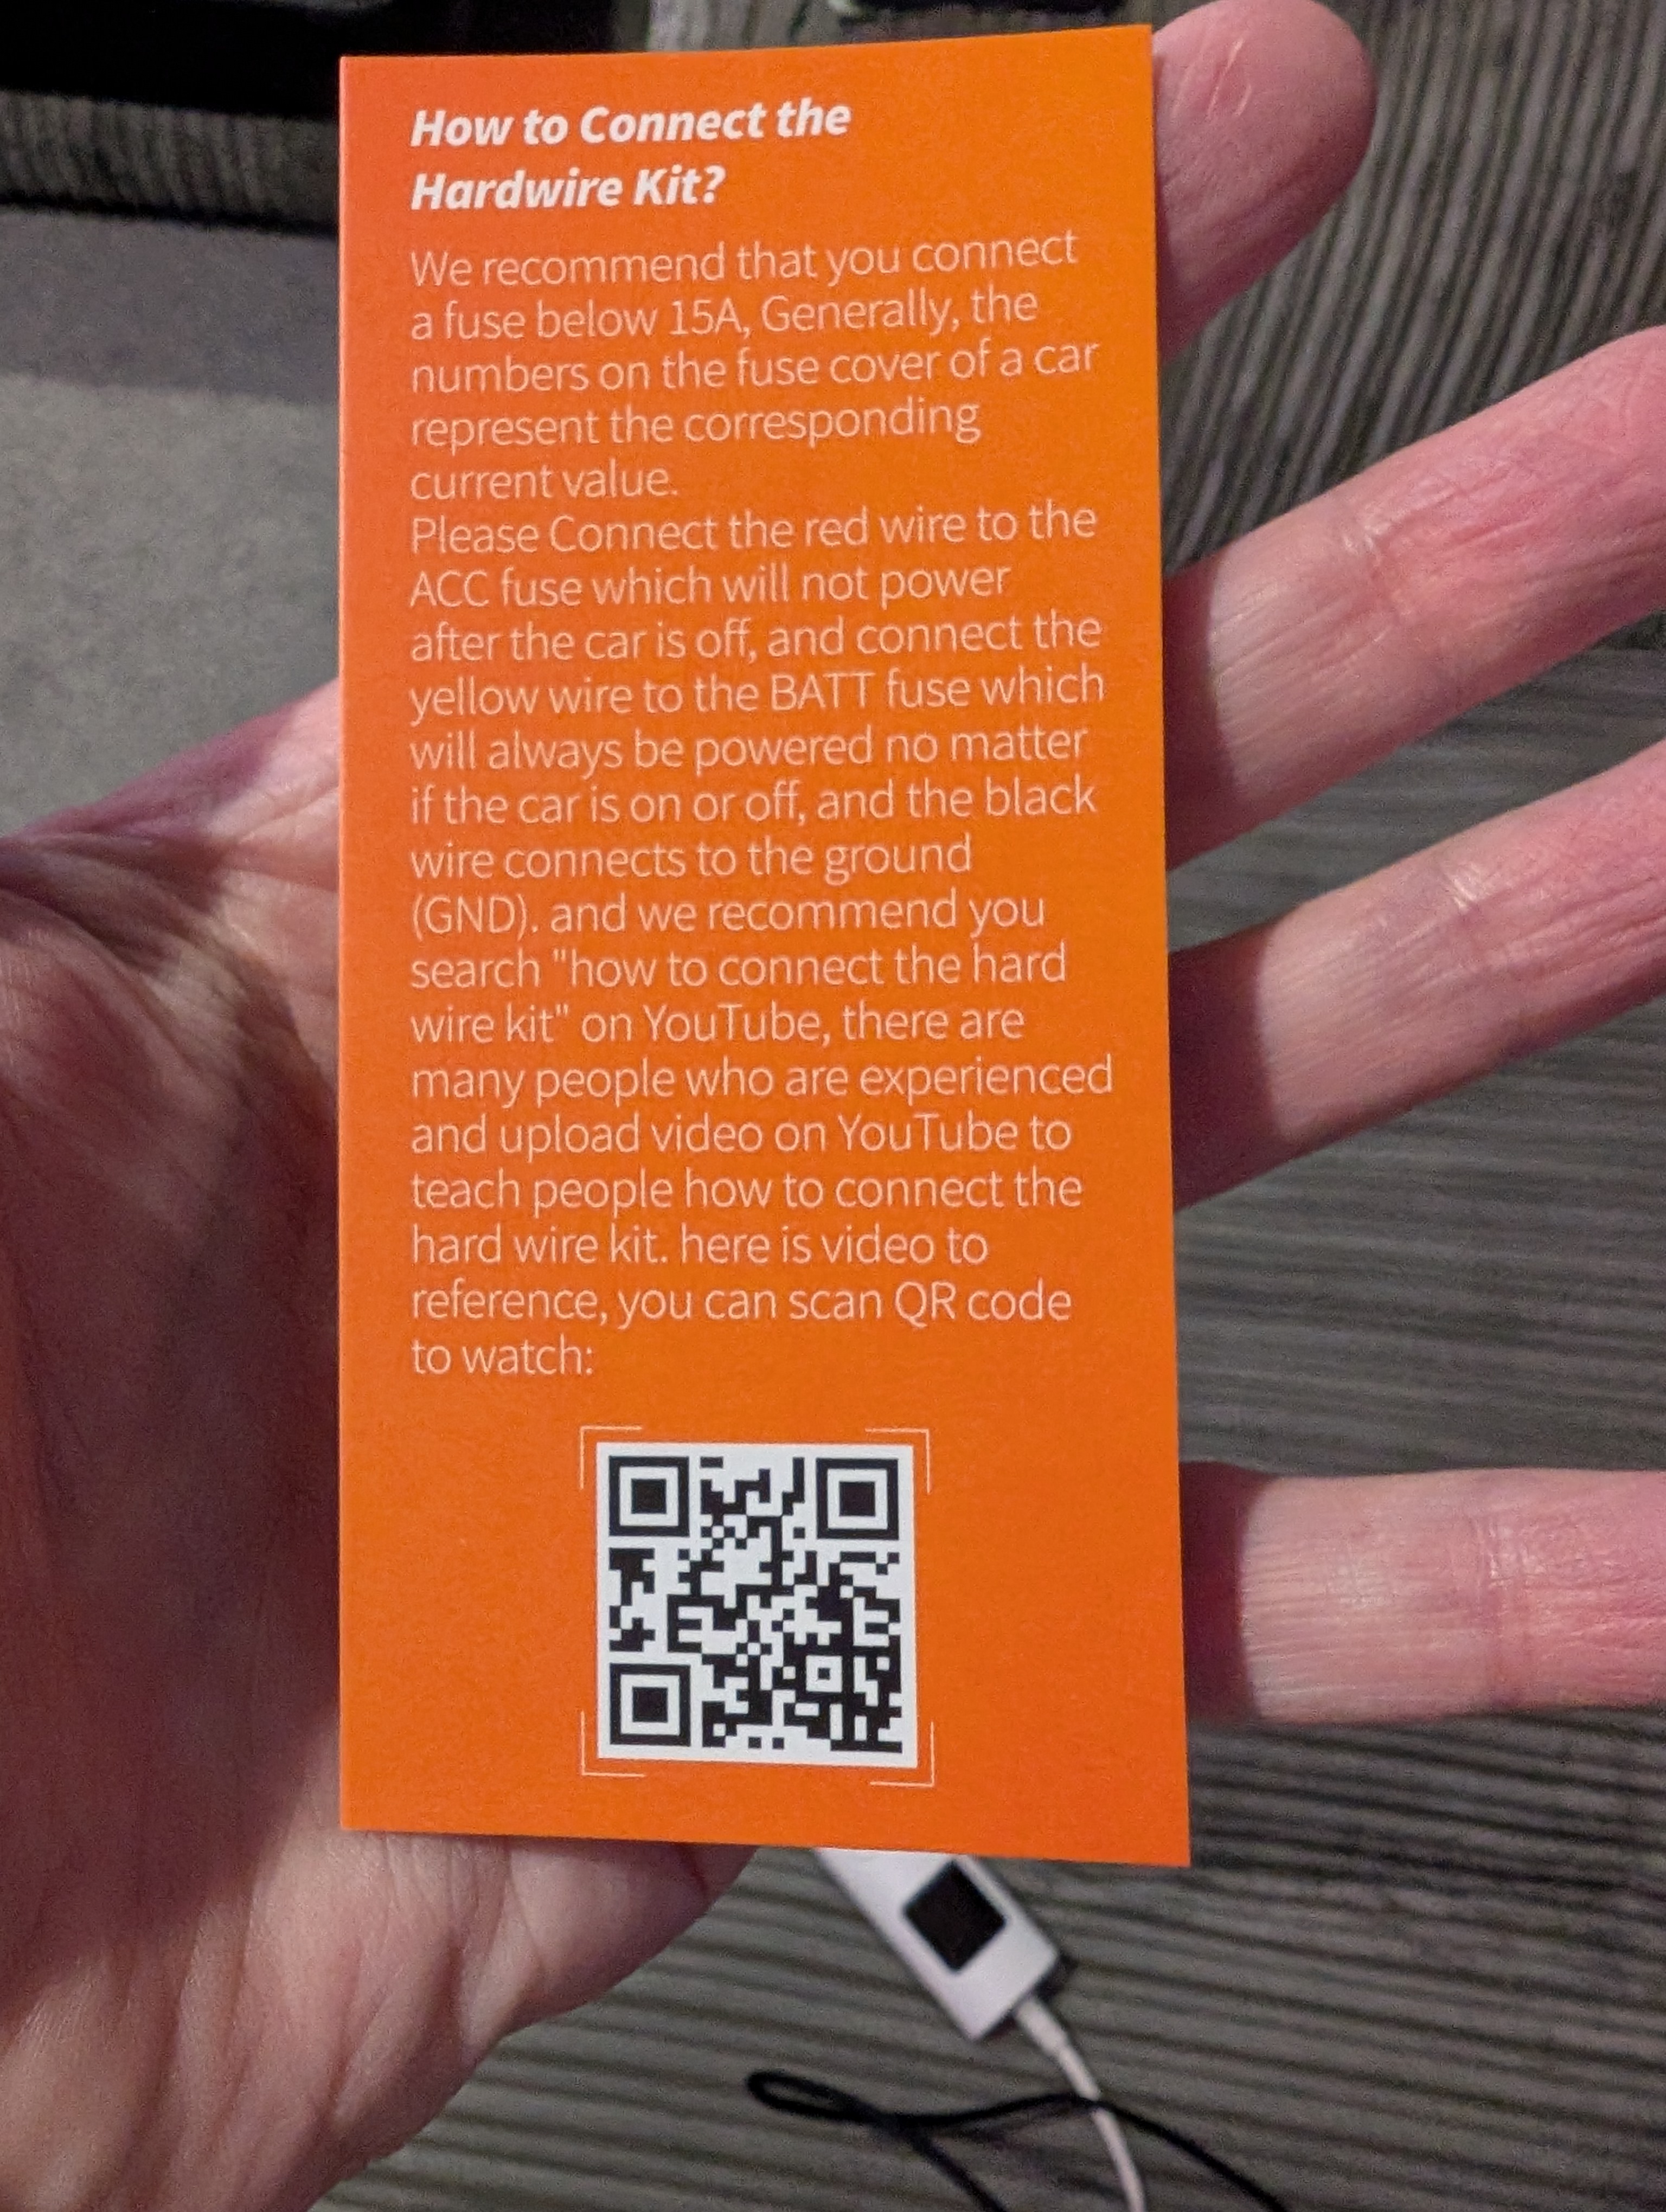 How to Connect the
Hardwire Kit?
We recommend that you connect
a fuse below 15A, Generally, the
numbers on the fuse cover of a car
represent the corresponding
current value.
Please Connect the red wire to the
ACC fuse which will not power
after the car is off, and connect the
yellow wire to the BATT fuse which
will always be powered no matter
if the car is on or off, and the black
wire connects to the ground
(GND). and we recommend you
search "how to connect the hard
wire kit" on YouTube, there are
many people who are experienced
and upload video on YouTube to
teach people how to connect the
hard wire kit. here is video to
reference, you can scan QR code
to watch: